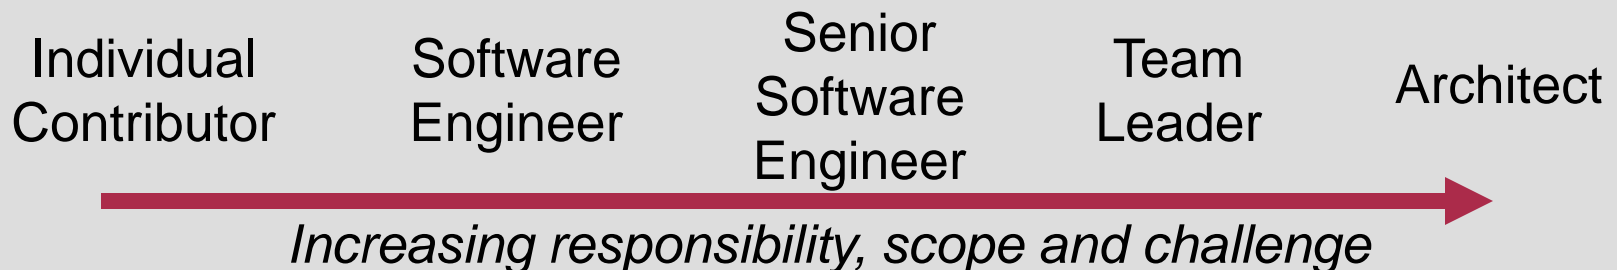 Individual
Contributor
Software
Engineer
Senior
Software
Engineer
Team
Leader
Architect
Increasing responsibility, scope and challenge